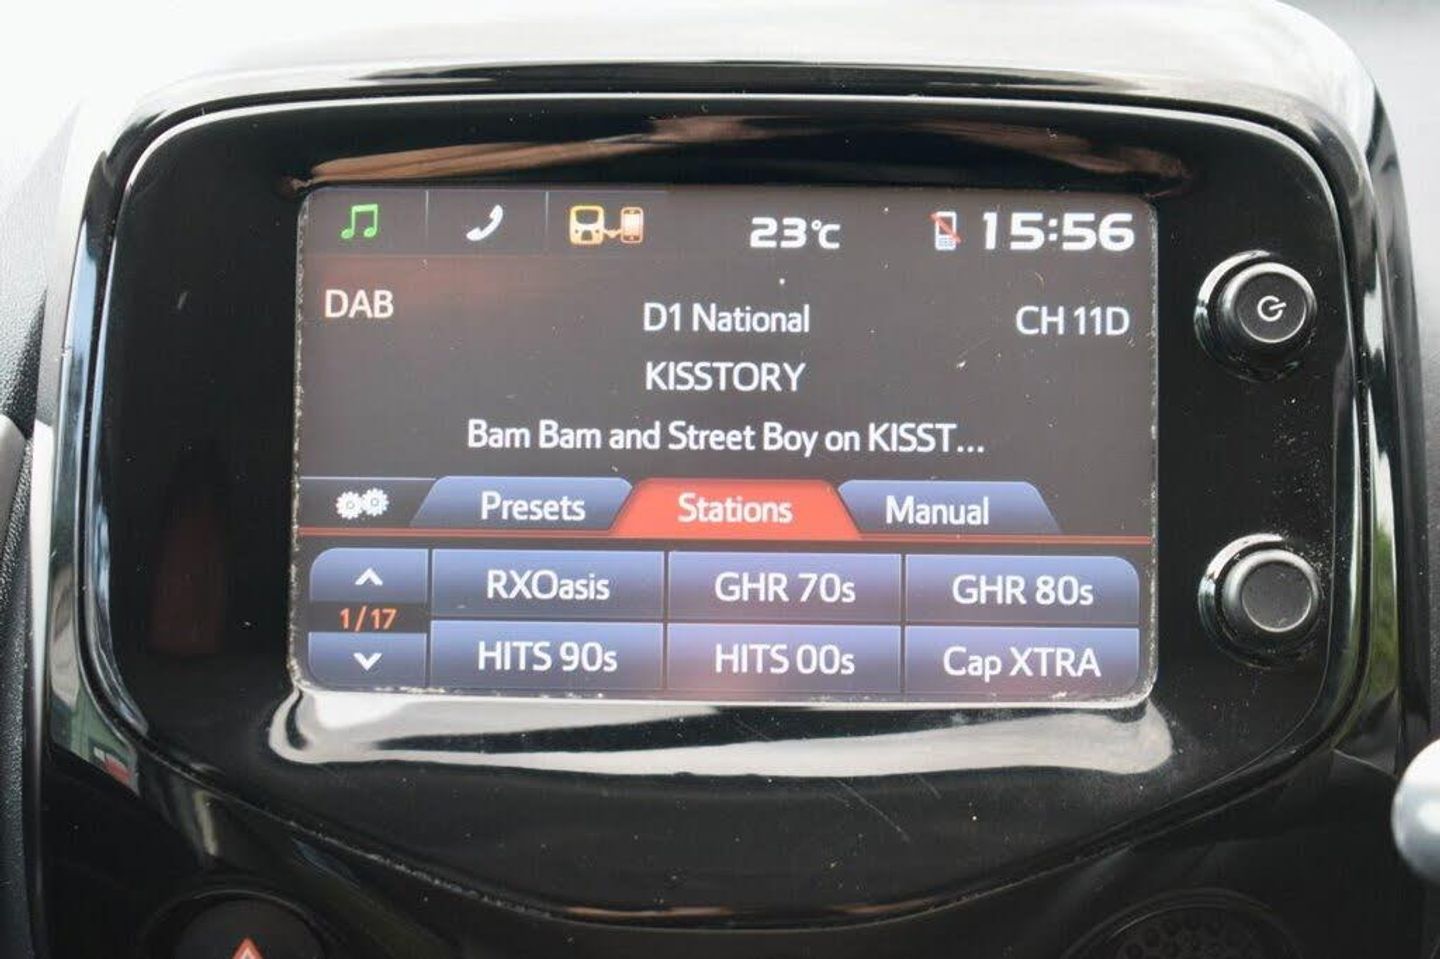 23°C
15:56
DAB
D1 National
CH 11D
KISSTORY
Bam Bam and Street Boy on KISST...
Presets
Stations
Manual
RXOasis
GHR 70s
GHR 80s
1/17
HITS 90s
HITS 00s
Cap XTRA